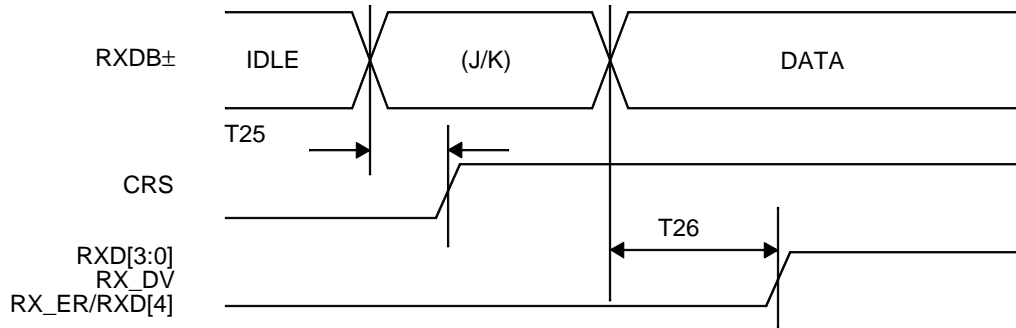 RXDB±
IDLE
(J/K)
DATA
T25
CRS
T26
RXD[3:0]
RX_DV
RX_ER/RXD[4]